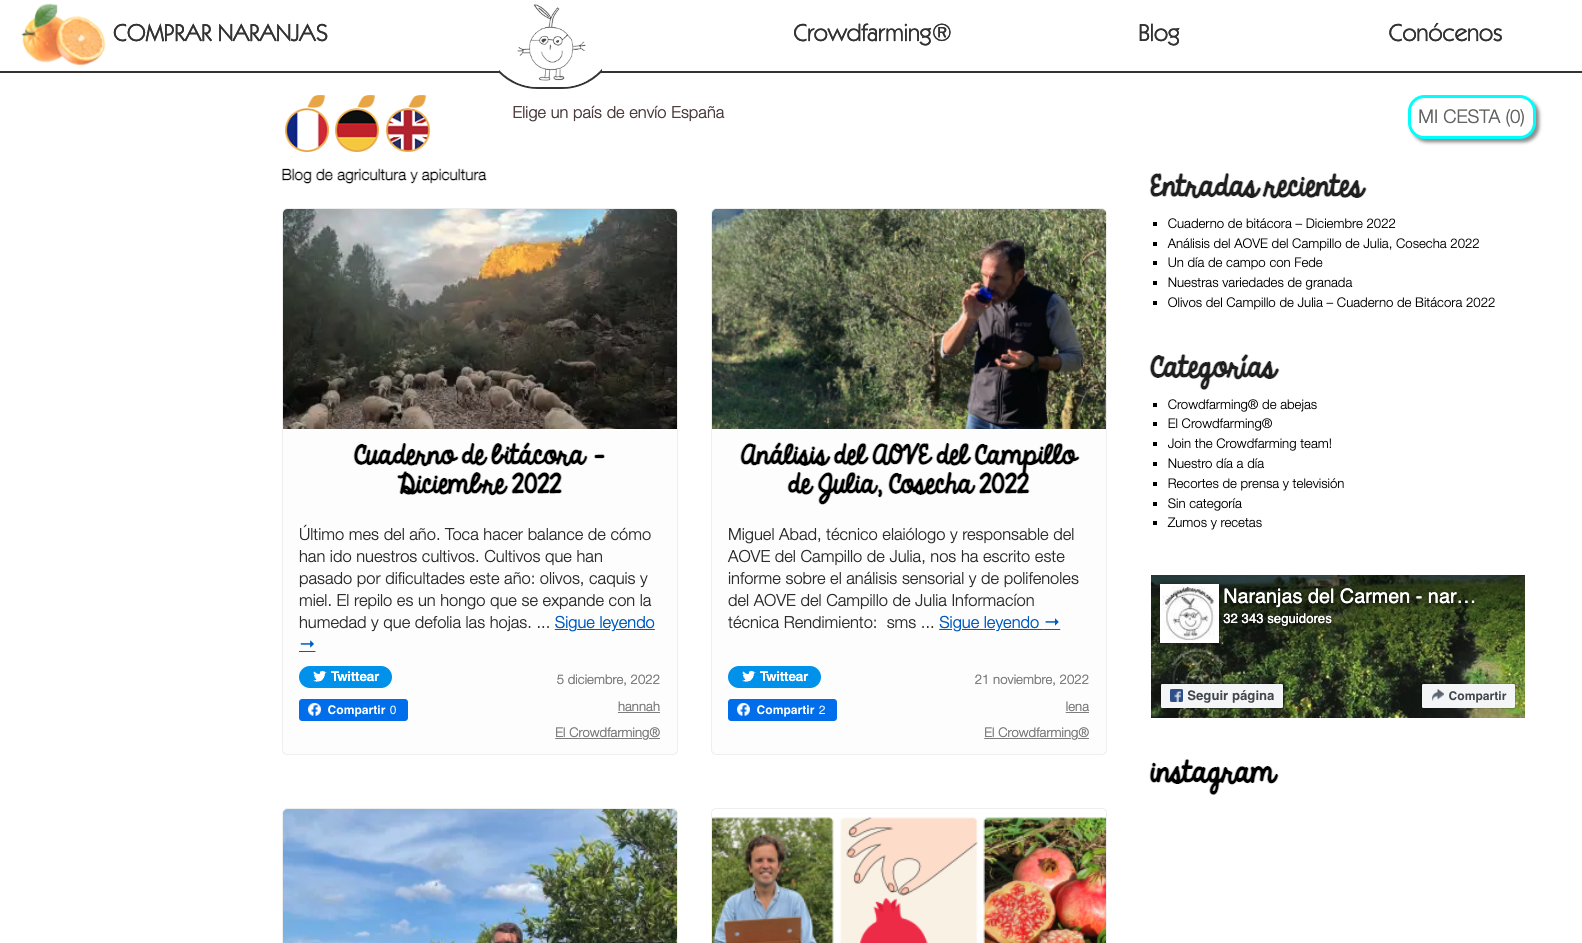 COMPRAR NARANJAS
Crowdfarming®
Blog
Conócenos
Elige un país de envío España
MI CESTA (0)
Blog de agricultura y apicultura
Cuaderno de bitácora –
Diciembre 2022
Último mes del año. Toca hacer balance de cómo
han ido nuestros cultivos. Cultivos que han
pasado por dificultades este año: olivos, caquis y
miel. El repilo es un hongo que se expande con la
humedad y que defolia las hojas. ... Sigue leyendo
→
Twittear
5 diciembre, 2022
Compartir 0
hannah
El Crowdfarming®
Análisis del AOVE del Campillo
de Julia, Cosecha 2022
Miguel Abad, técnico elaiólogo y responsable del
AOVE del Campillo de Julia, nos ha escrito este
informe sobre el análisis sensorial y de polifenoles
del AOVE del Campillo de Julia Informacíon
técnica Rendimiento:  sms ... Sigue leyendo →
Twittear
21 noviembre, 2022
Compartir 2
lena
El Crowdfarming®
Entradas recientes
Cuaderno de bitácora – Diciembre 2022
Análisis del AOVE del Campillo de Julia, Cosecha 2022
Un día de campo con Fede
Nuestras variedades de granada
Olivos del Campillo de Julia – Cuaderno de Bitácora 2022
Categorías
Crowdfarming® de abejas
El Crowdfarming®
Join the Crowdfarming team!
Nuestro día a día
Recortes de prensa y televisión
Sin categoría
Zumos y recetas
Naranjas del Carmen - nar…
32 343 seguidores
Seguir página
Compartir
instagram